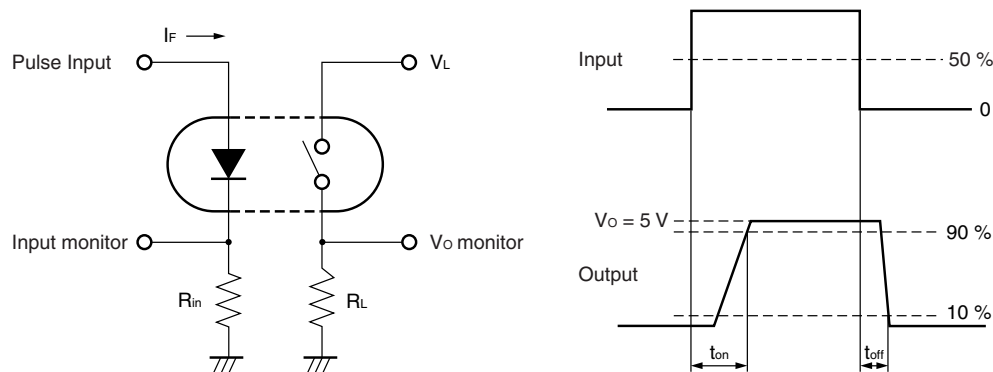 IF
Pulse Input
VL
Input monitor
VO monitor
Rin
RL
Input
50 %
0
VO = 5 V
90 %
Output
10 %
ton
toff